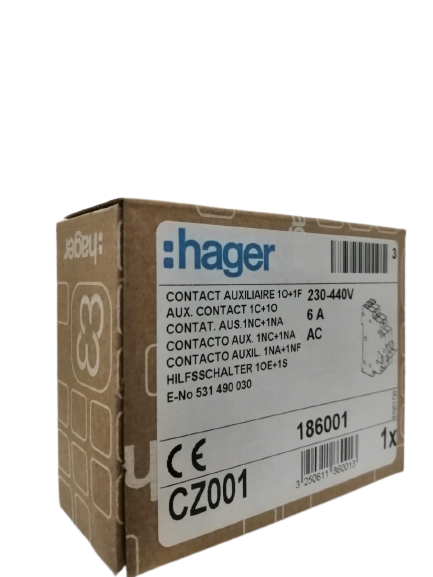 :hager
3
CONTACT AUXILIAIRE 1O+1F 230-440V
AUX. CONTACT 1C+1O 6 A
CONTAT. AUS.1NC+1NA AC
CONTACTO AUX. 1NC+1NA
CONTACTO AUXIL. 1NA+1NF
HILFSSCHALTER 1OE+1S
E-No 531 490 030
186001
1x
CE
CZ001
3 250611 860013
:hager